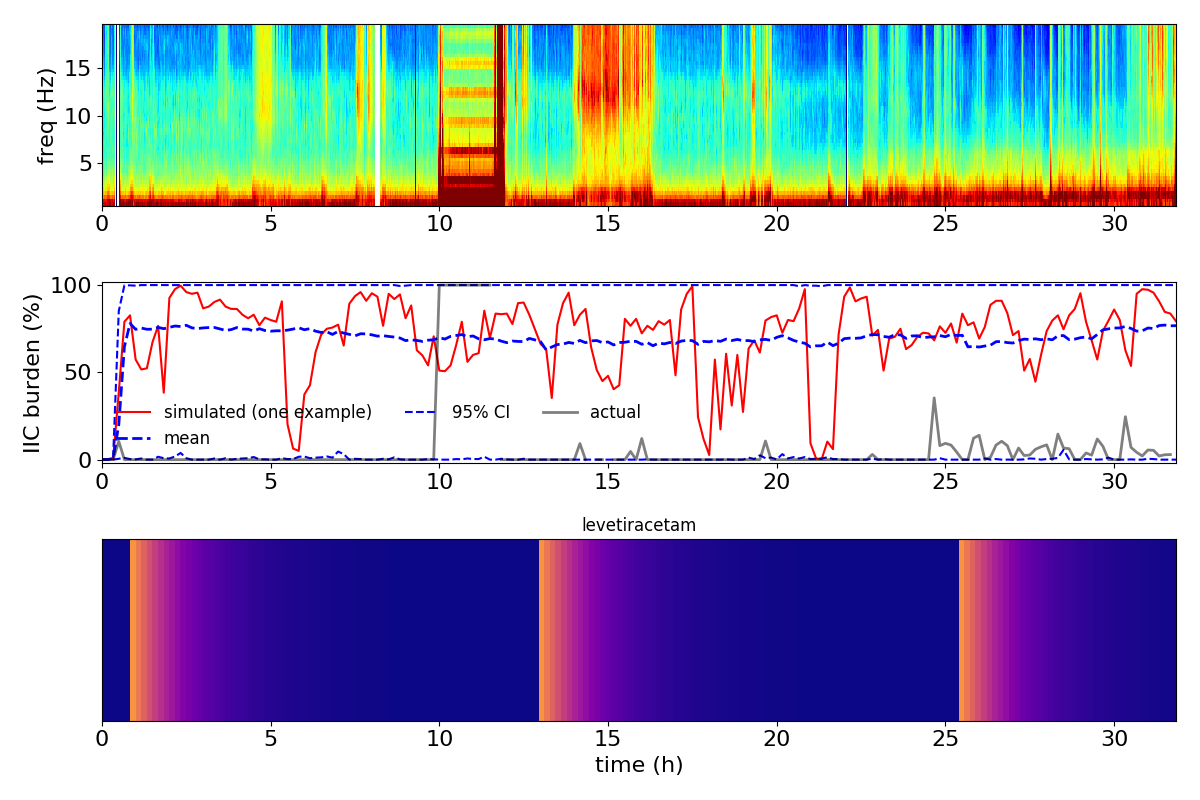 freq (Hz)
15
10
5
0 5 10 15 20 25 30
IIC burden (%)
100
50
0
simulated (one example) 95% CI actual
mean
0 5 10 15 20 25 30
levetiracetam
0 5 10 15 20 25 30
time (h)